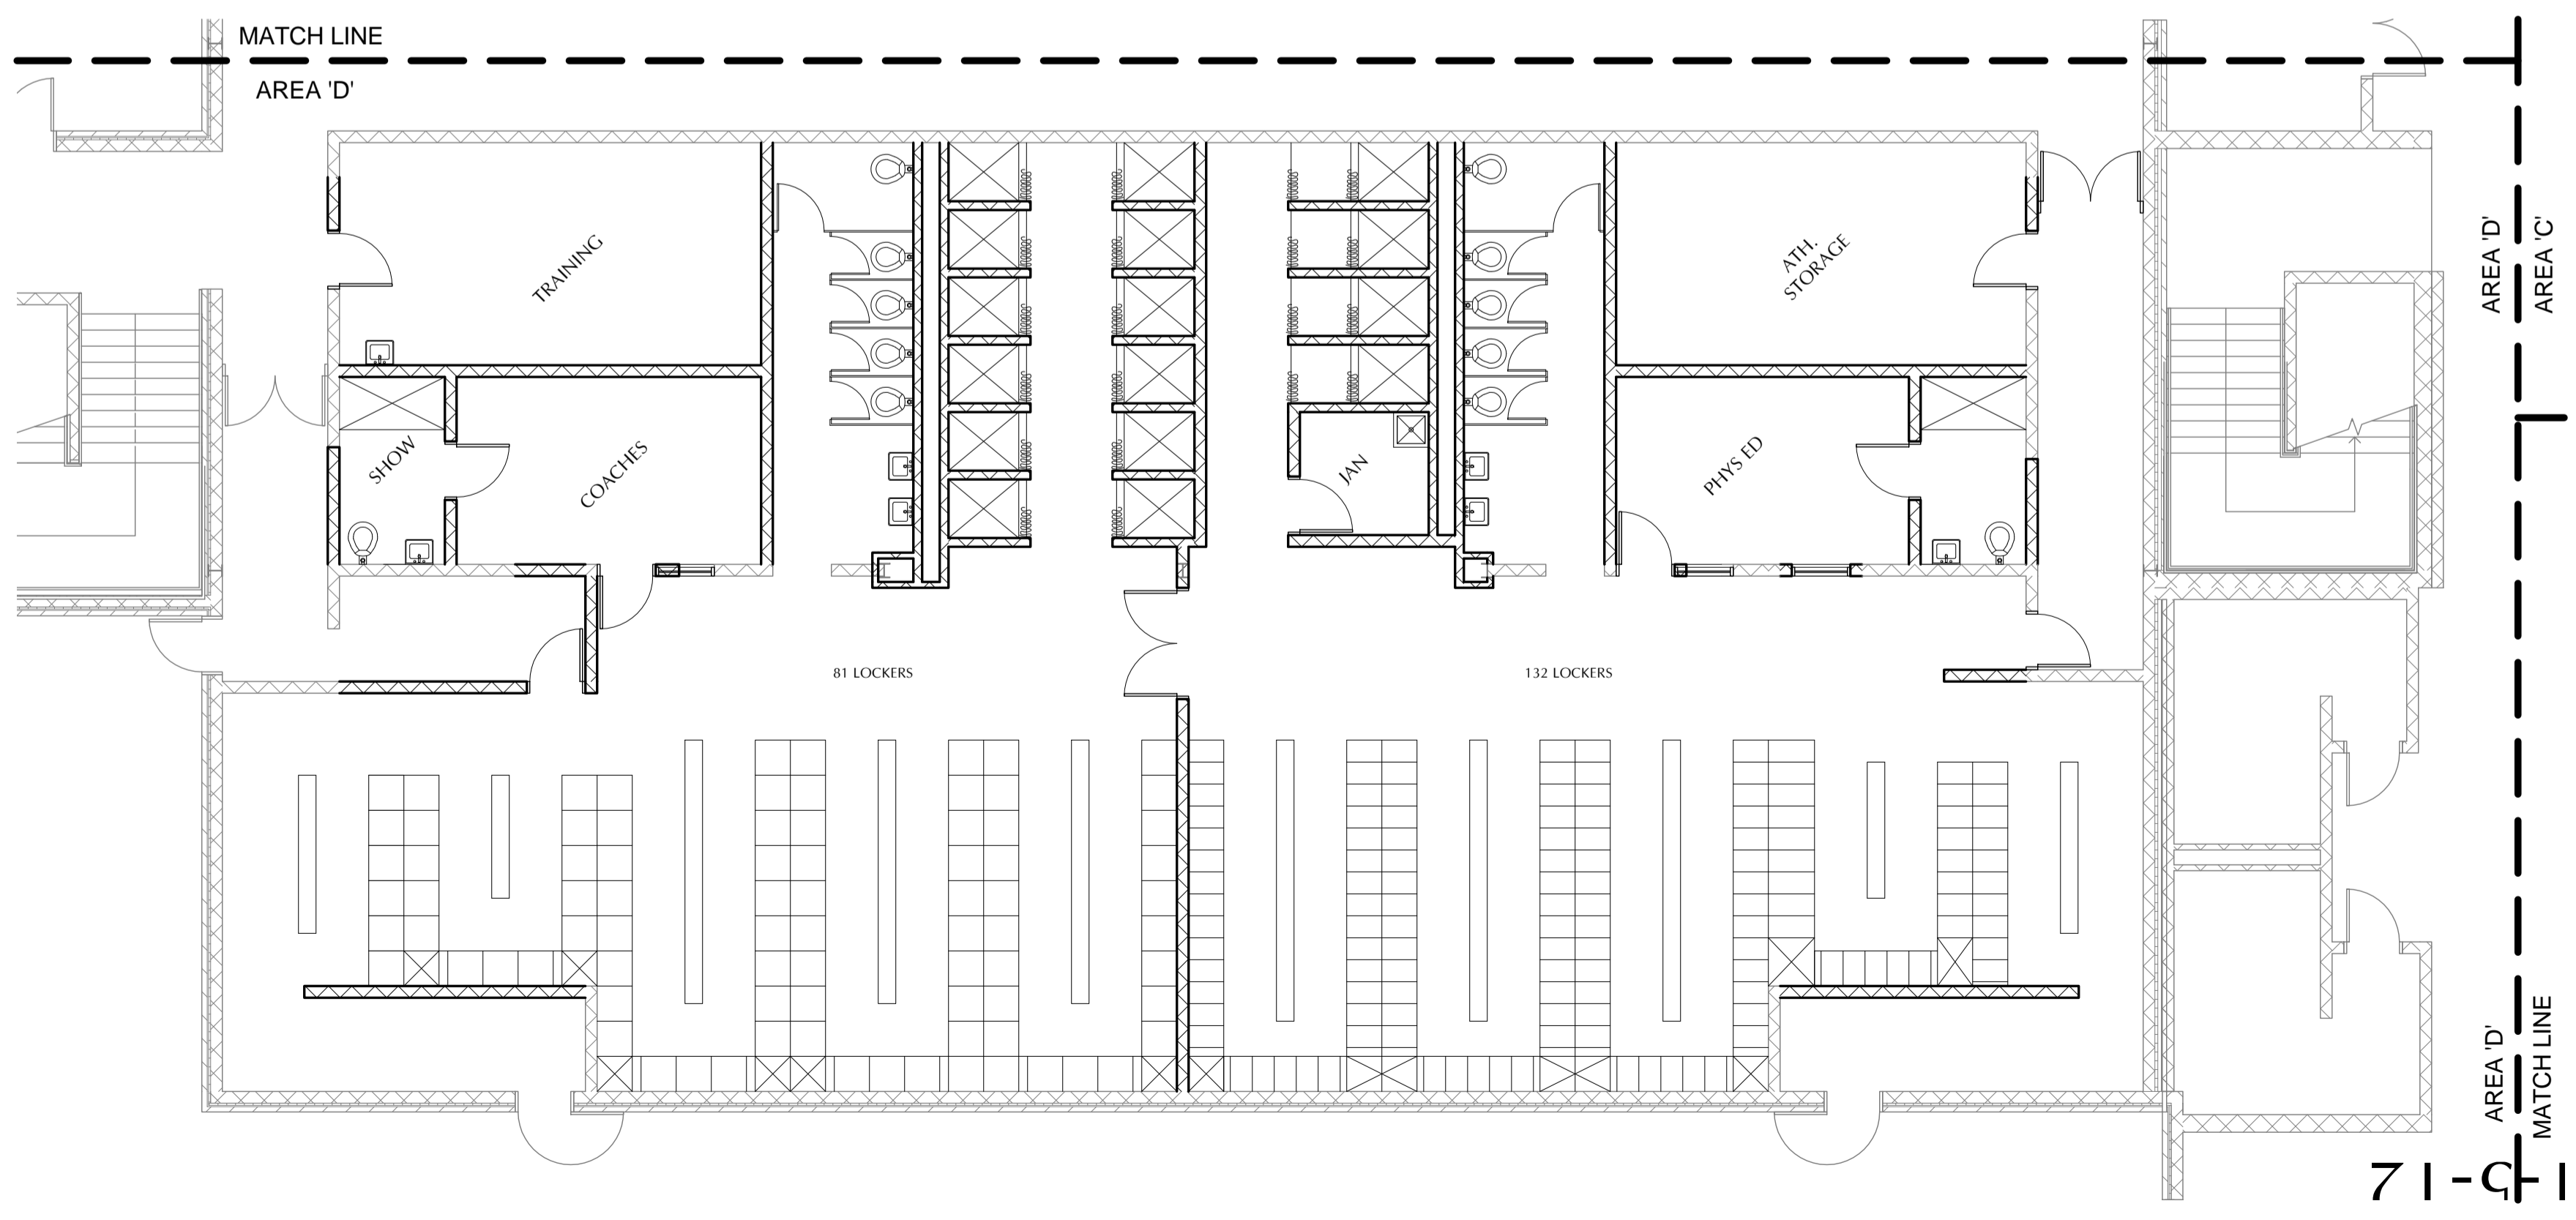 MATCH LINE
AREA 'D'
TRAINING
ATH.
STORAGE
AREA 'D'
AREA 'C'
SHOW
COACHES
JAN
PHYS ED
81 LOCKERS
132 LOCKERS
AREA 'D'
MATCH LINE